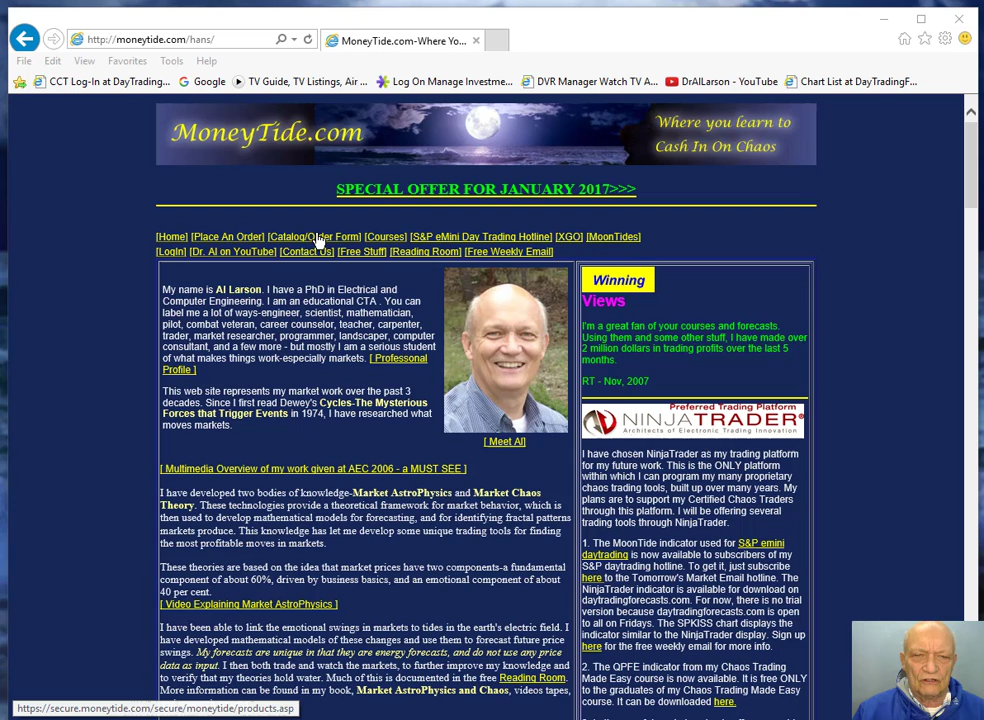 http://moneytide.com/hans/
MoneyTide.com-Where Yo...
File Edit View Favorites Tools Help
CCT Log-In at DayTrading... Google TV Guide, TV Listings, Air ... Log On Manage Investme... DVR Manager Watch TV A... DrAlLarson - YouTube Chart List at DayTradingF...
MoneyTide.com
Where you learn to
Cash In On Chaos
SPECIAL OFFER FOR JANUARY 2017>>>
[Home] [Place An Order] [Catalog/Order Form] [Courses] [S&P eMini Day Trading Hotline] [XGO] [MoonTides]
[LogIn] [Dr. Al on YouTube] [Contact Us] [Free Stuff] [Reading Room] [Free Weekly Email]
My name is Al Larson. I have a PhD in Electrical and
Computer Engineering. I am an educational CTA . You can
label me a lot of ways-engineer, scientist, mathematician,
pilot, combat veteran, career counselor, teacher, carpenter,
trader, market researcher, programmer, landscaper, computer
consultant, and a few more - but mostly I am a serious student
of what makes things work-especially markets. [ Professonal
Profile ]
This web site represents my market work over the past 3
decades. Since I first read Dewey's Cycles-The Mysterious
Forces that Trigger Events in 1974, I have researched what
moves markets.
[ Meet Al]
[ Multimedia Overview of my work given at AEC 2006 - a MUST SEE ]
I have developed two bodies of knowledge-Market AstroPhysics and Market Chaos
Theory. These technologies provide a theoretical framework for market behavior, which is
then used to develop mathematical models for forecasting, and for identifying fractal patterns
markets produce. This knowledge has let me develop some unique trading tools for finding
the most profitable moves in markets.
These theories are based on the idea that market prices have two components-a fundamental
component of about 60%, driven by business basics, and an emotional component of about
40 per cent.
[ Video Explaining Market AstroPhysics ]
I have been able to link the emotional swings in markets to tides in the earth's electric field. I
have developed mathematical models of these changes and use them to forecast future price
swings. My forecasts are unique in that they are energy forecasts, and do not use any price
data as input. I then both trade and watch the markets, to further improve my knowledge and
to verify that my theories hold water. Much of this is documented in the free Reading Room.
More information can be found in my book, Market AstroPhysics and Chaos, videos tapes,
Winning
Views
I'm a great fan of your courses and forecasts.
Using them and some other stuff, I have made over
2 million dollars in trading profits over the last 5
months.
RT - Nov, 2007
Preferred Trading Platform
NINJATRADER®
Architects of Electronic Trading Innovation
I have chosen NinjaTrader as my trading platform
for my future work. This is the ONLY platform
within which I can program my many proprietary
chaos trading tools, built up over many years. My
plans are to support my Certified Chaos Traders
through this platform. I will be offering several
trading tools through NinjaTrader.
1. The MoonTide indicator used for S&P emini
daytrading is now available to subscribers of my
S&P daytrading hotline. To get it, just subscribe
here to the Tomorrow's Market Email hotline. The
NinjaTrader indicator is available for download on
daytradingforecasts.com. For now, there is no trial
version because daytradingforecasts.com is open
to all on Fridays. The SPKISS chart displays the
indicator similar to the NinjaTrader display. Sign up
here for the free weekly email for more info.
2. The QPFE indicator from my Chaos Trading
Made Easy course is now available. It is free ONLY
to the graduates of my Chaos Trading Made Easy
course. It can be downloaded here.
https://secure.moneytide.com/secure/moneytide/products.asp